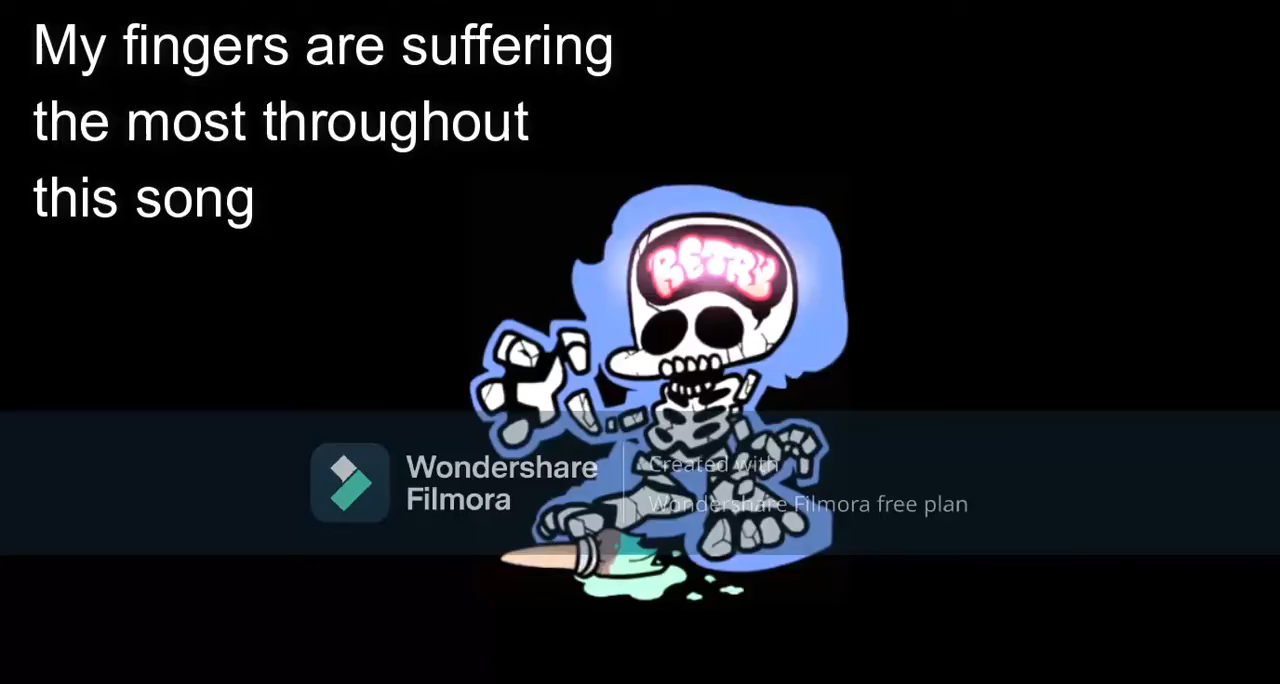 My fingers are suffering
the most throughout
this song
RETRY
Wondershare
Filmora
Created with
Wondershare Filmora free plan